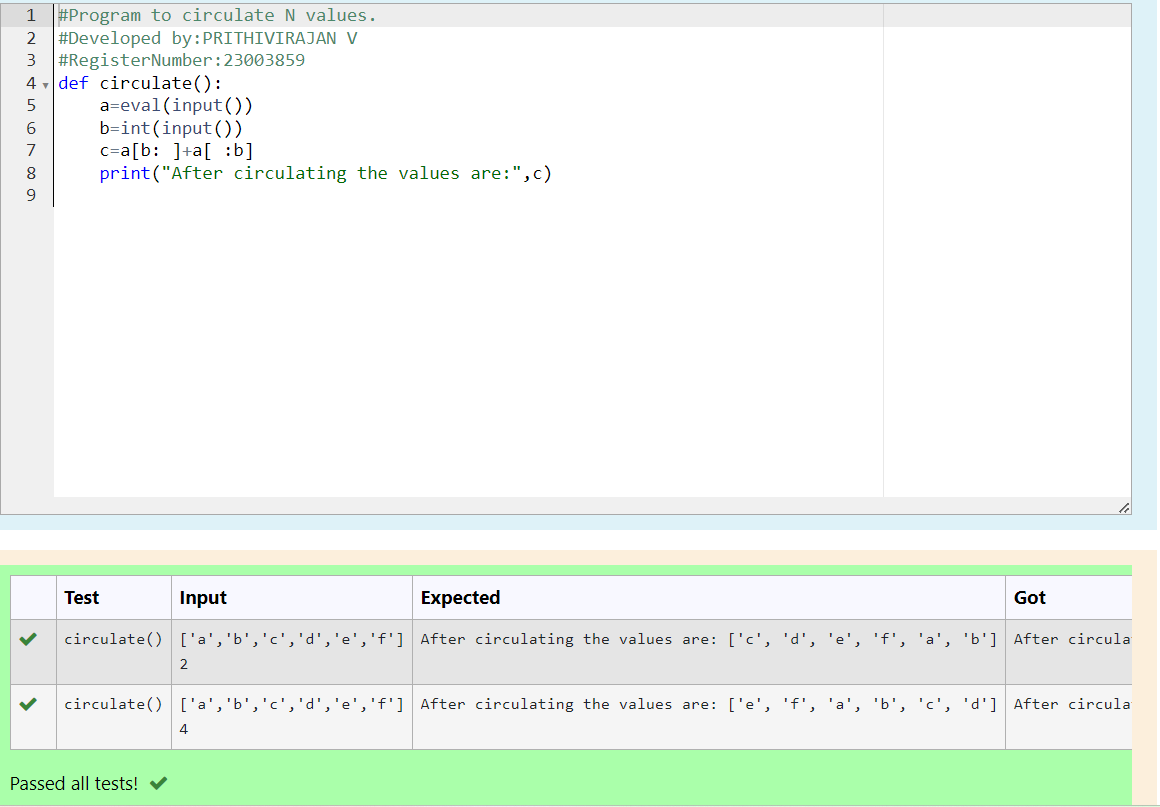 1 #Program to circulate N values.
2 #Developed by:PRITHIVIRAJAN V
3 #RegisterNumber:23003859
4 def circulate():
5     a=eval(input())
6     b=int(input())
7     c=a[b: ]+a[ :b]
8     print("After circulating the values are:",c)
9
Test Input Expected Got
circulate() ['a','b','c','d','e','f'] After circulating the values are: ['c', 'd', 'e', 'f', 'a', 'b'] After circula
2
circulate() ['a','b','c','d','e','f'] After circulating the values are: ['e', 'f', 'a', 'b', 'c', 'd'] After circula
4
Passed all tests!